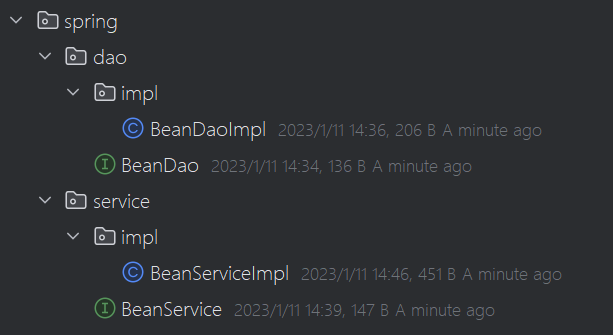 spring
dao
impl
BeanDaoImpl 2023/1/11 14:36, 206 B A minute ago
BeanDao 2023/1/11 14:34, 136 B A minute ago
service
impl
BeanServiceImpl 2023/1/11 14:46, 451 B A minute ago
BeanService 2023/1/11 14:39, 147 B A minute ago